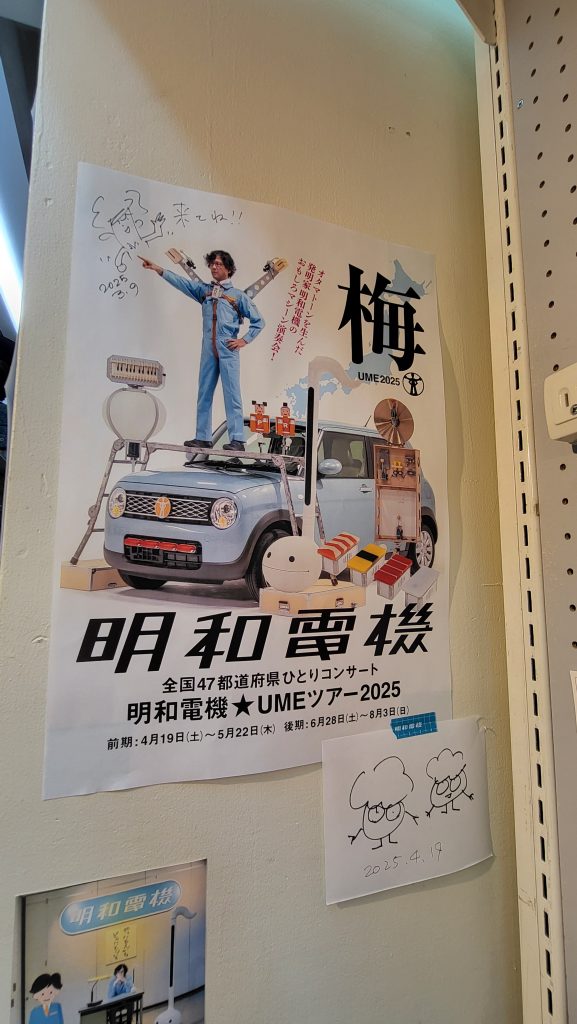 来てね!!
2025
3.9
オタマトーンを生んだ
発明家 明和電機の
おもしろマシーン演奏会!
梅
UME2025
明和電機
全国47都道府県ひとりコンサート
明和電機★UMEツアー2025
前期:4月19日(土)～5月22日(木) 後期:6月28日(土)～8月3日(日)
明和電機
2025.4.19
明和電機